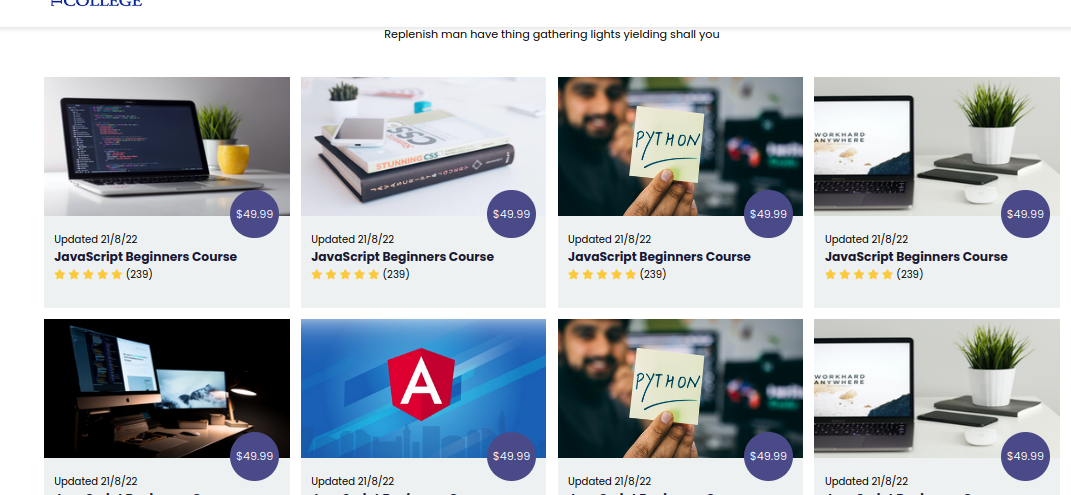 COLLEGE
Replenish man have thing gathering lights yielding shall you
STUNNING CSS
JAVASCRIPT
PYTHON
WORKHARD
ANYWHERE
$49.99
$49.99
$49.99
$49.99
Updated 21/8/22
Updated 21/8/22
Updated 21/8/22
Updated 21/8/22
JavaScript Beginners Course
JavaScript Beginners Course
JavaScript Beginners Course
JavaScript Beginners Course
(239)
(239)
(239)
(239)
A
PYTHON
WORKHARD
ANYWHERE
$49.99
$49.99
$49.99
$49.99
Updated 21/8/22
Updated 21/8/22
Updated 21/8/22
Updated 21/8/22